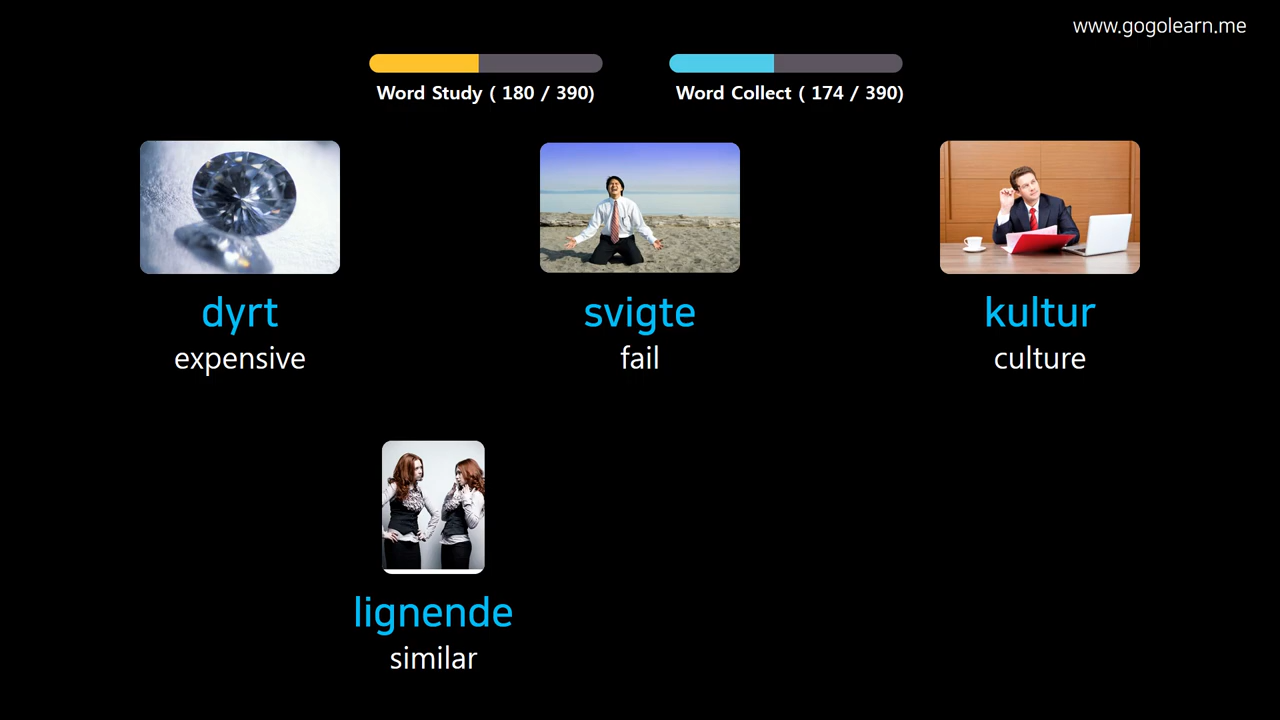 www.gogolearn.me
Word Study ( 180 / 390)
Word Collect ( 174 / 390)
dyrt
expensive
svigte
fail
kultur
culture
lignende
similar